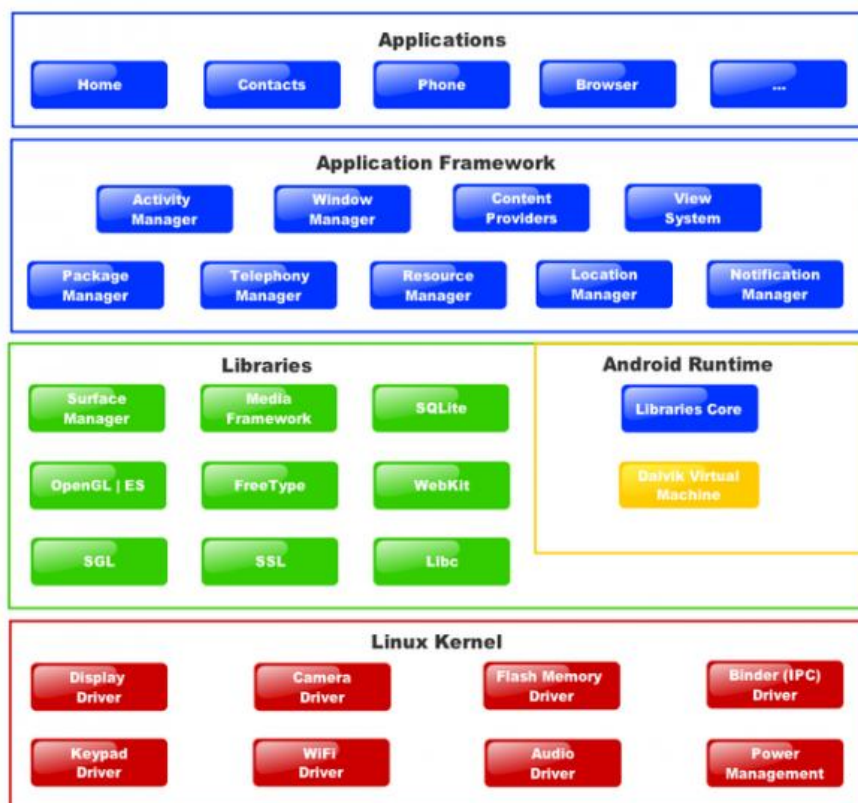 Applications
Home
Contacts
Phone
Browser
...
Application Framework
Activity
Manager
Window
Manager
Content
Providers
View
System
Package
Manager
Telephony
Manager
Resource
Manager
Location
Manager
Notification
Manager
Libraries
Surface
Manager
Media
Framework
SQLite
OpenGL | ES
FreeType
WebKit
SGL
SSL
Libc
Android Runtime
Libraries Core
Dalvik Virtual
Machine
Linux Kernel
Display
Driver
Camera
Driver
Flash Memory
Driver
Binder (IPC)
Driver
Keypad
Driver
WiFi
Driver
Audio
Driver
Power
Management